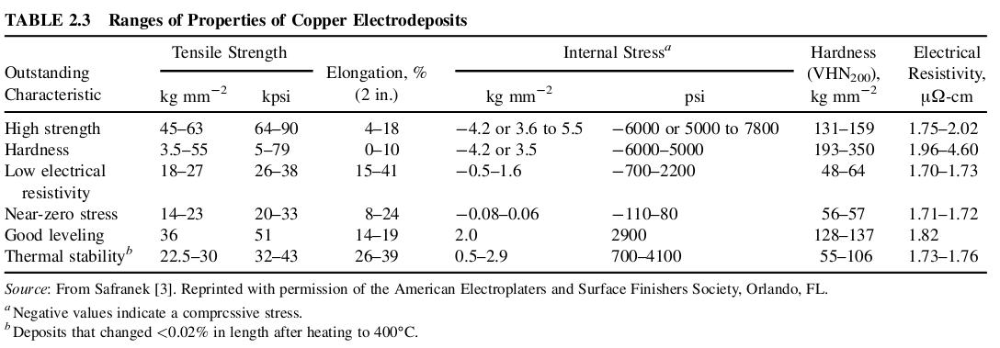 TABLE 2.3 Ranges of Properties of Copper Electrodeposits
Tensile Strength Internal Stressᵃ Hardness Electrical
Outstanding Elongation, % (VHN₂₀₀), Resistivity,
Characteristic kg mm⁻² kpsi (2 in.) kg mm⁻² psi kg mm⁻² μΩ-cm
High strength 45–63 64–90 4–18 −4.2 or 3.6 to 5.5 −6000 or 5000 to 7800 131–159 1.75–2.02
Hardness 3.5–55 5–79 0–10 −4.2 or 3.5 −6000–5000 193–350 1.96–4.60
Low electrical 18–27 26–38 15–41 −0.5–1.6 −700–2200 48–64 1.70–1.73
resistivity
Near-zero stress 14–23 20–33 8–24 −0.08–0.06 −110–80 56–57 1.71–1.72
Good leveling 36 51 14–19 2.0 2900 128–137 1.82
Thermal stabilityᵇ 22.5–30 32–43 26–39 0.5–2.9 700–4100 55–106 1.73–1.76
Source: From Safranek [3]. Reprinted with permission of the American Electroplaters and Surface Finishers Society, Orlando, FL.
ᵃ Negative values indicate a comprcssive stress.
ᵇ Deposits that changed <0.02% in length after heating to 400°C.